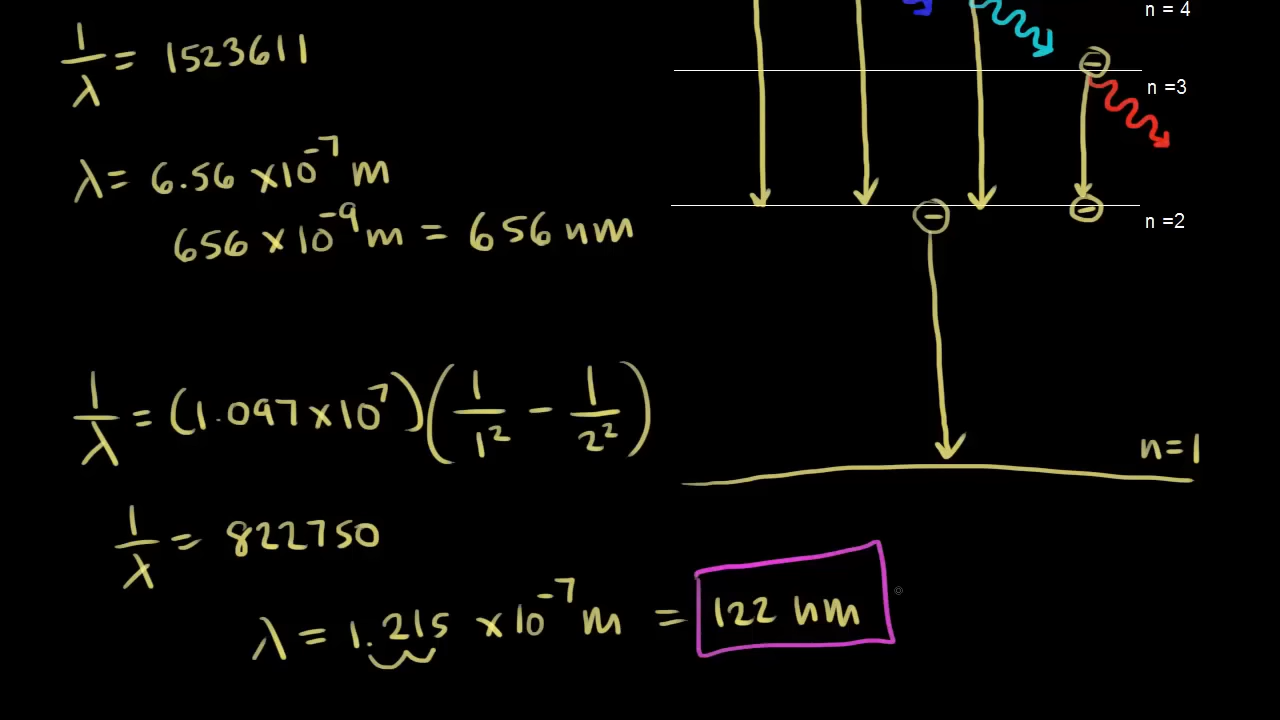 n = 4
1/λ = 1523611
n =3
λ = 6.56 x10⁻⁷ m
656 x10⁻⁹ m = 656 nm
n =2
1/λ = (1.097 x10⁷)(1/1² - 1/2²)
n=1
1/λ = 822750
λ = 1.215 x10⁻⁷ m = 122 nm